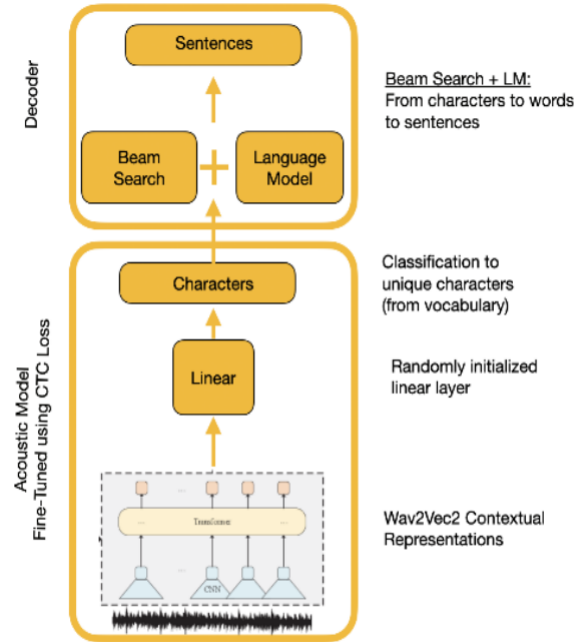 Decoder
Sentences
Beam
Search
+
Language
Model
Beam Search + LM:
From characters to words
to sentences
Acoustic Model
Fine-Tuned using CTC Loss
Characters
Classification to
unique characters
(from vocabulary)
Linear
Randomly initialized
linear layer
....
...
Transformer
...
...
CNN
Wav2Vec2 Contextual
Representations